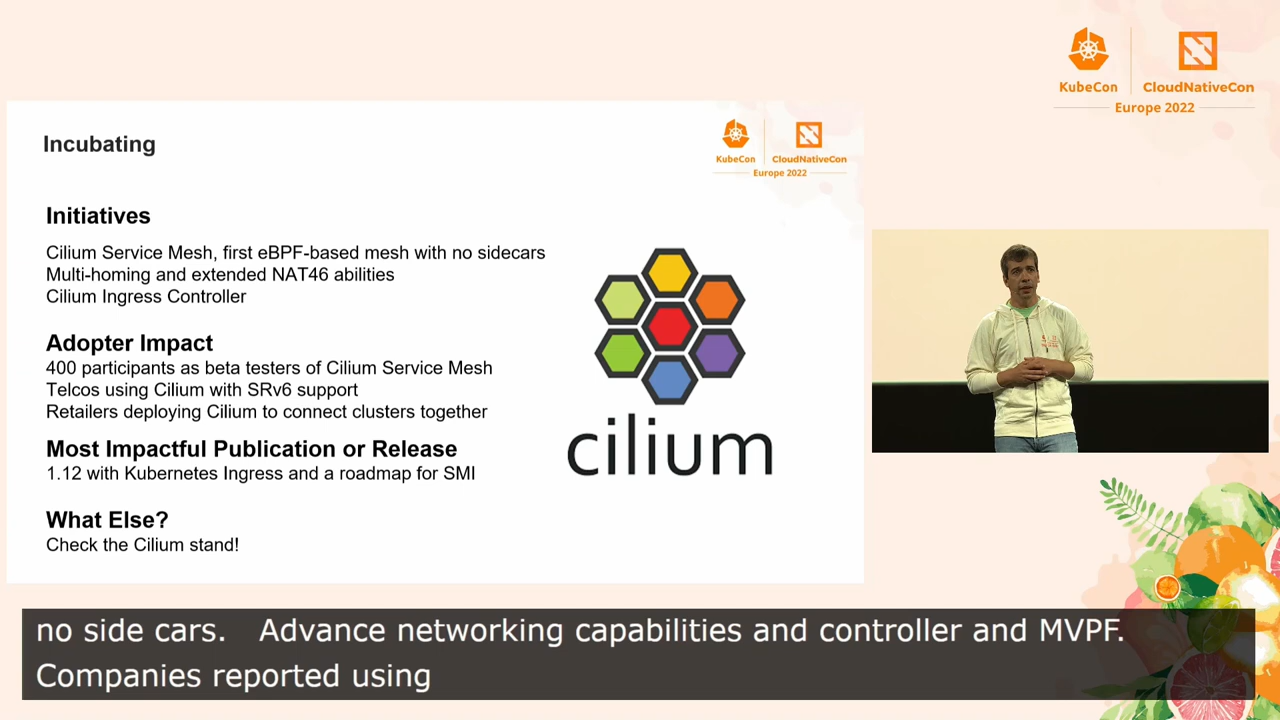 KubeCon
CloudNativeCon
Europe 2022
Incubating
KubeCon
CloudNativeCon
Europe 2022
Initiatives
Cilium Service Mesh, first eBPF-based mesh with no sidecars
Multi-homing and extended NAT46 abilities
Cilium Ingress Controller
Adopter Impact
400 participants as beta testers of Cilium Service Mesh
Telcos using Cilium with SRv6 support
Retailers deploying Cilium to connect clusters together
Most Impactful Publication or Release
1.12 with Kubernetes Ingress and a roadmap for SMI
What Else?
Check the Cilium stand!
cilium
no side cars. Advance networking capabilities and controller and MVPF.
Companies reported using